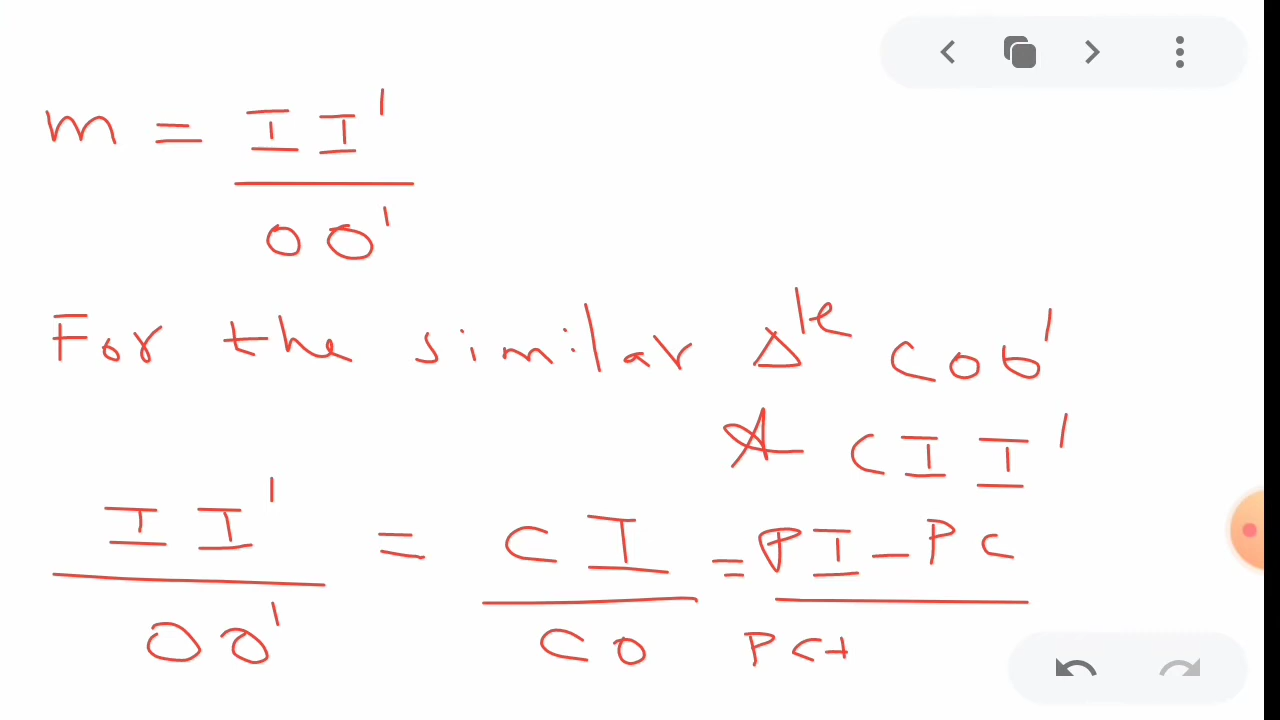 m = II'
OO'
For the similar Δle COO'
& CII'
II' = CI = PI - PC
OO' CO PC+